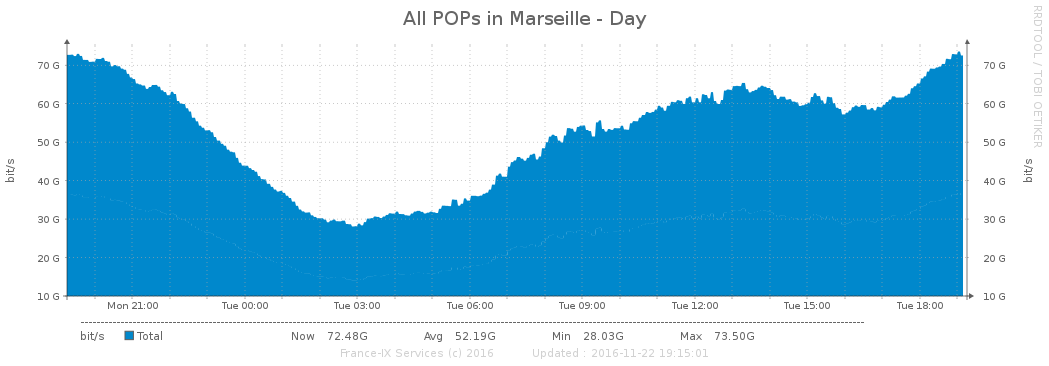 All POPs in Marseille - Day
RRDTOOL / TOBI OETIKER
bit/s
bit/s
70 G 70 G
60 G 60 G
50 G 50 G
40 G 40 G
30 G 30 G
20 G 20 G
10 G 10 G
Mon 21:00 Tue 00:00 Tue 03:00 Tue 06:00 Tue 09:00 Tue 12:00 Tue 15:00 Tue 18:00
bit/s Total Now 72.48G Avg 52.19G Min 28.03G Max 73.50G
France-IX Services (c) 2016 Updated : 2016-11-22 19:15:01